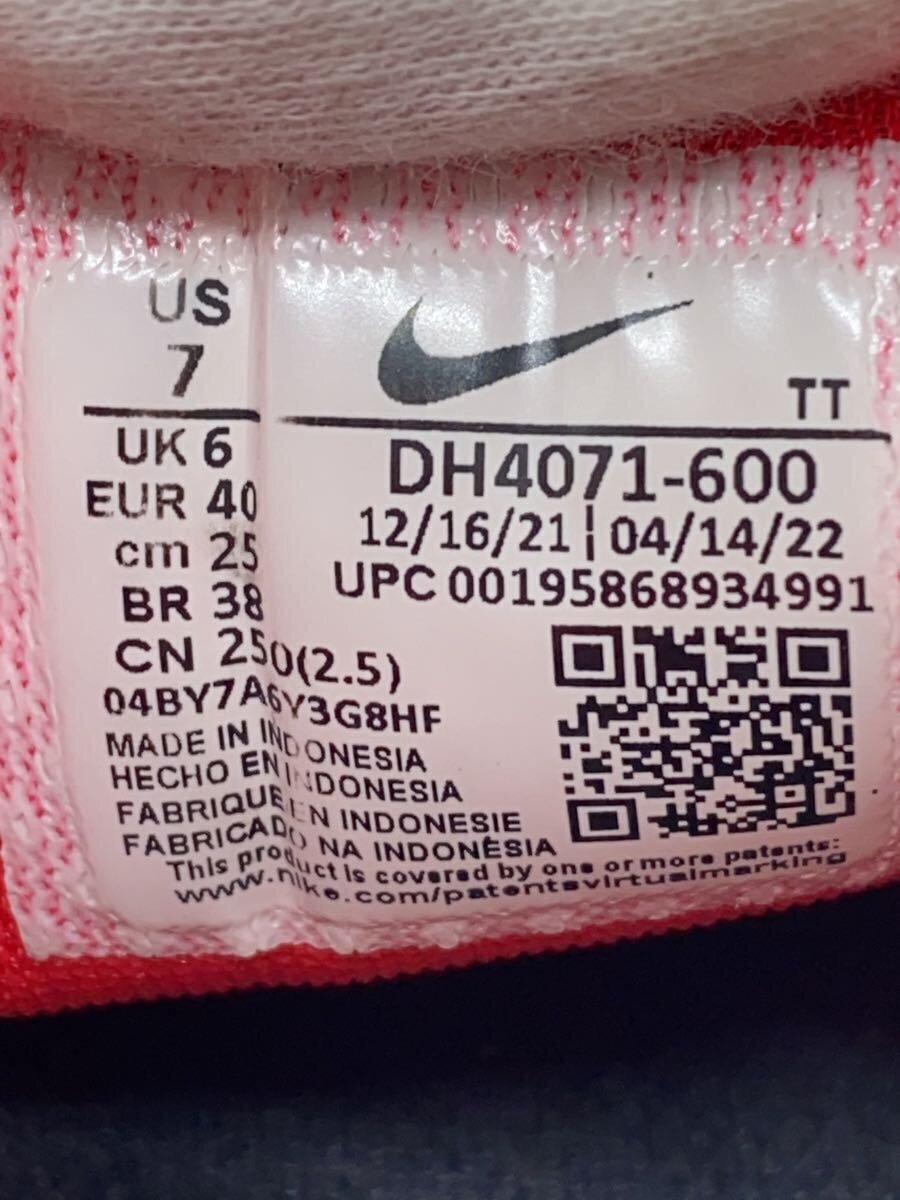 US
7
UK 6
EUR 40
cm 25
BR 38
CN 250(2.5)
04BY7A6Y3G8HF
TT
DH4071-600
12/16/21 | 04/14/22
UPC 00195868934991
MADE IN INDONESIA
HECHO EN INDONESIA
FABRIQUE EN INDONESIE
FABRICADO NA INDONÈSIA
This product is covered by one or more patents:
www.nike.com/patentsvirtualmarking